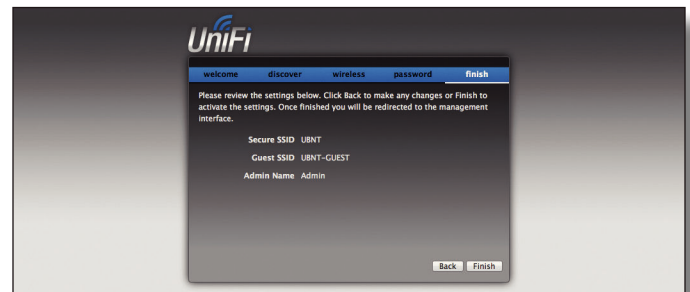 UniFi
welcome discover wireless password finish
Please review the settings below. Click Back to make any changes or Finish to
activate the settings. Once finished you will be redirected to the management
interface.
Secure SSID UBNT
Guest SSID UBNT-GUEST
Admin Name Admin
Back Finish